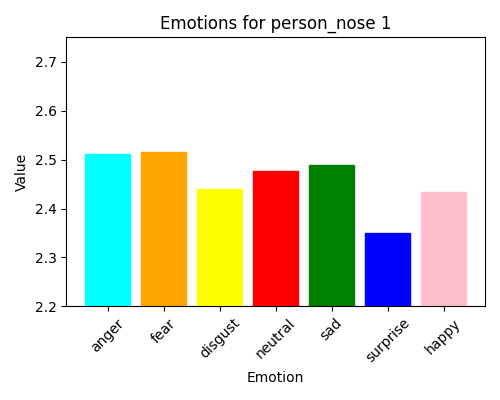 Emotions for person_nose 1
2.7
2.6
2.5
2.4
2.3
2.2
Value
anger
fear
disgust
neutral
sad
surprise
happy
Emotion